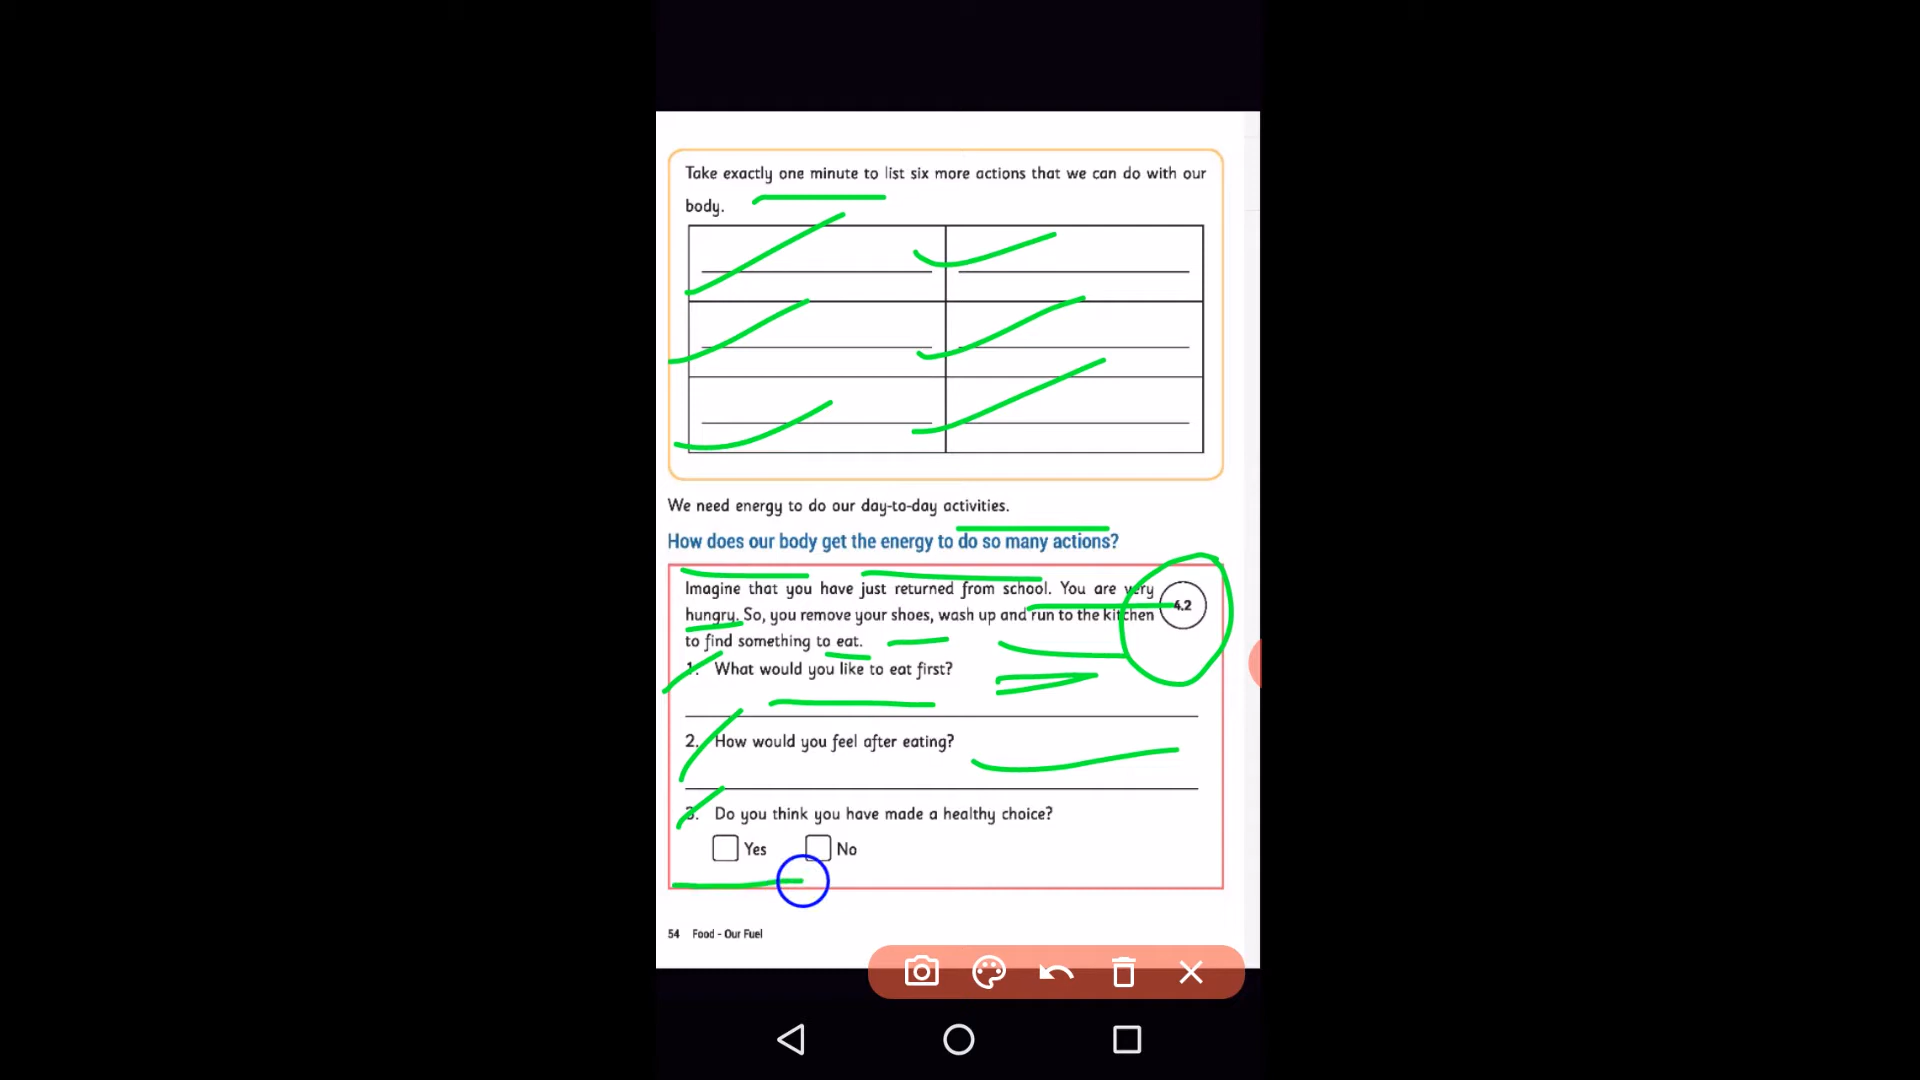 Take exactly one minute to list six more actions that we can do with our
body.
We need energy to do our day-to-day activities.
How does our body get the energy to do so many actions?
Imagine that you have just returned from school. You are very
hungry. So, you remove your shoes, wash up and run to the kitchen
to find something to eat.
4.2
1. What would you like to eat first?
2. How would you feel after eating?
3. Do you think you have made a healthy choice?
Yes No
54 Food - Our Fuel